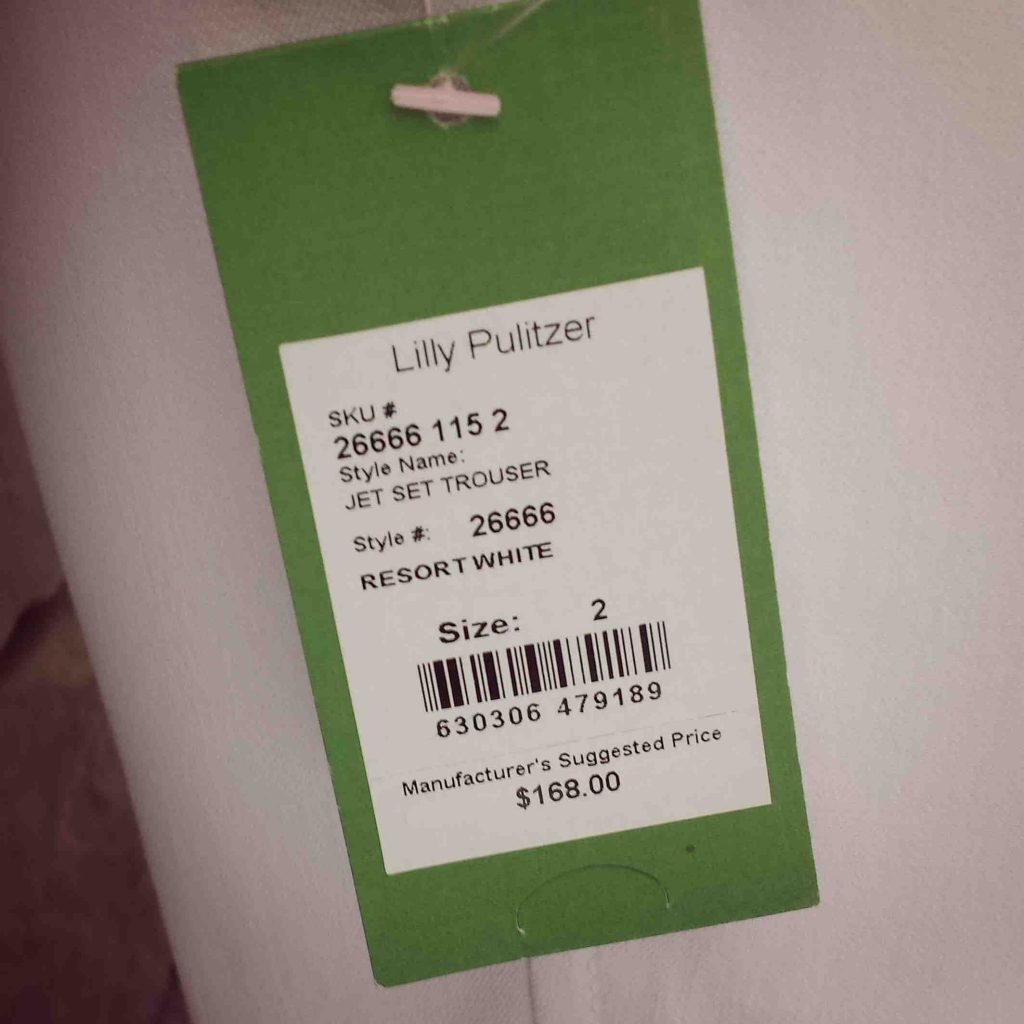 Lilly Pulitzer
SKU #
26666 115 2
Style Name:
JET SET TROUSER
Style #: 26666
RESORT WHITE
Size: 2
630306 479189
Manufacturer's Suggested Price
$168.00